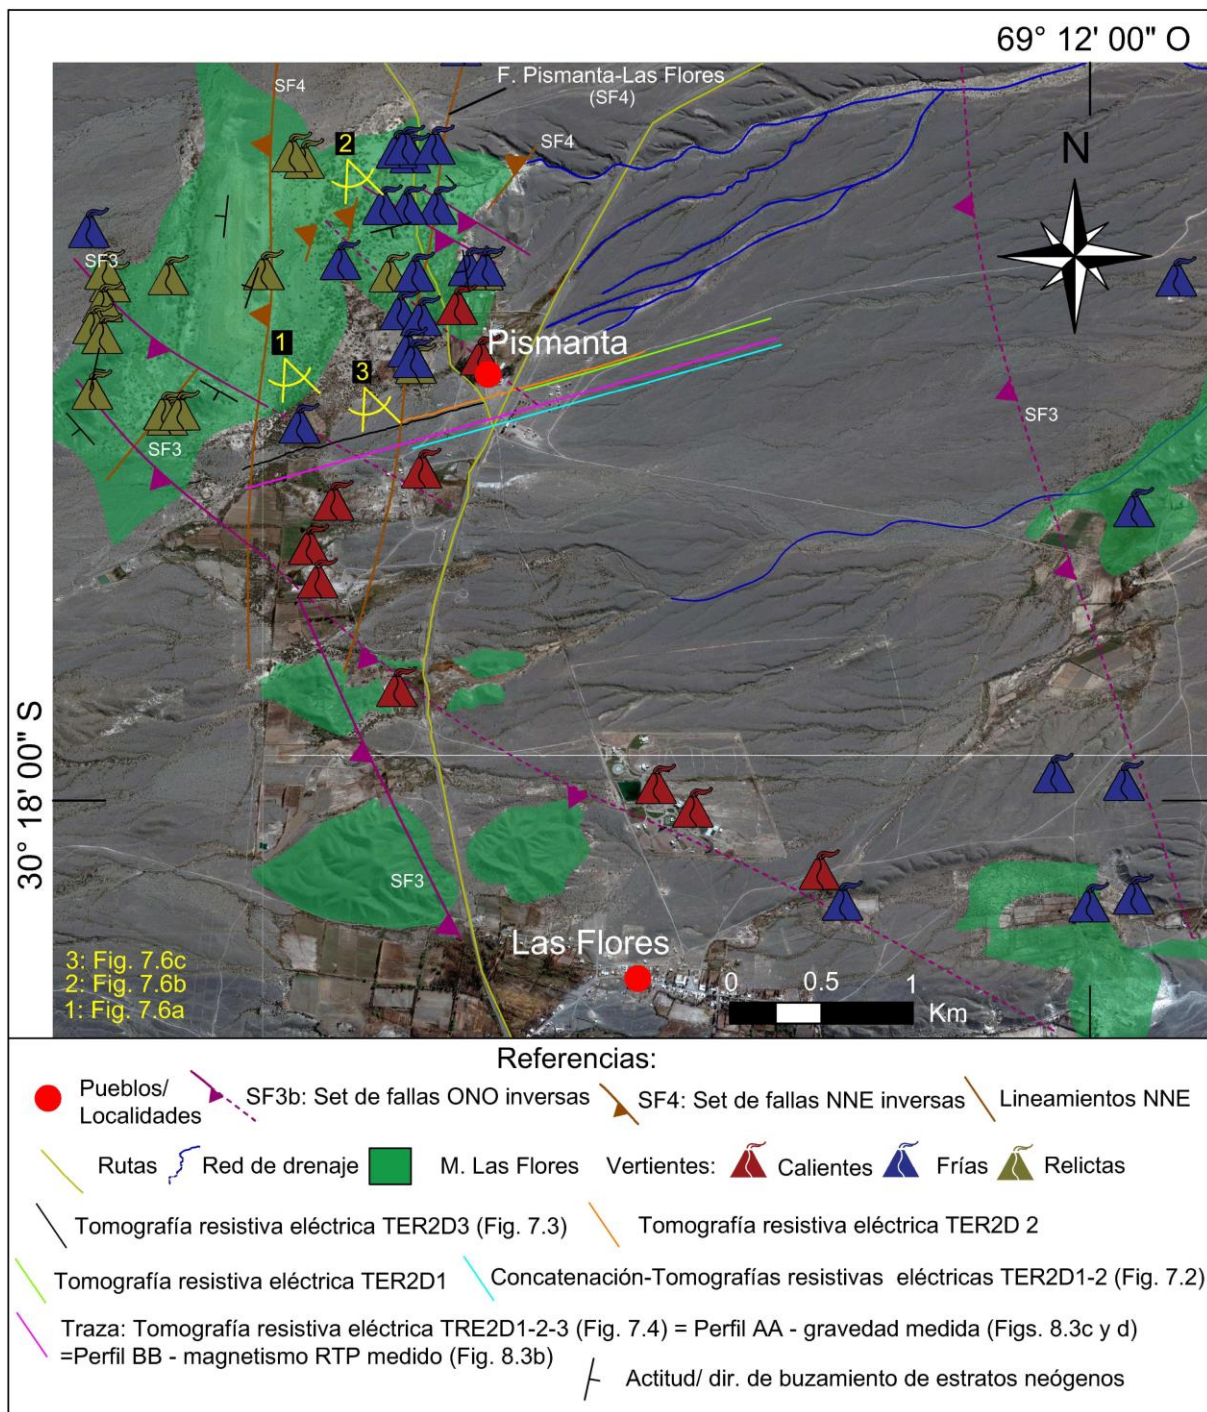 69° 12' 00" O
F. Pismanta-Las Flores
(SF4)
SF4
SF4
2
N
SF3
1
Pismanta
3
SF3
SF3
30° 18' 00" S
SF3
Las Flores
0 0.5 1
Km
3: Fig. 7.6c
2: Fig. 7.6b
1: Fig. 7.6a
Referencias:
Pueblos/
Localidades
SF3b: Set de fallas ONO inversas
SF4: Set de fallas NNE inversas
Lineamientos NNE
Rutas
Red de drenaje
M. Las Flores
Vertientes:
Calientes
Frías
Relictas
Tomografía resistiva eléctrica TER2D3 (Fig. 7.3)
Tomografía resistiva eléctrica TER2D 2
Tomografía resistiva eléctrica TER2D1
Concatenación-Tomografías resistivas eléctricas TER2D1-2 (Fig. 7.2)
Traza: Tomografía resistiva eléctrica TRE2D1-2-3 (Fig. 7.4) = Perfil AA - gravedad medida (Figs. 8.3c y d)
=Perfil BB - magnetismo RTP medido (Fig. 8.3b)
Actitud/ dir. de buzamiento de estratos neógenos